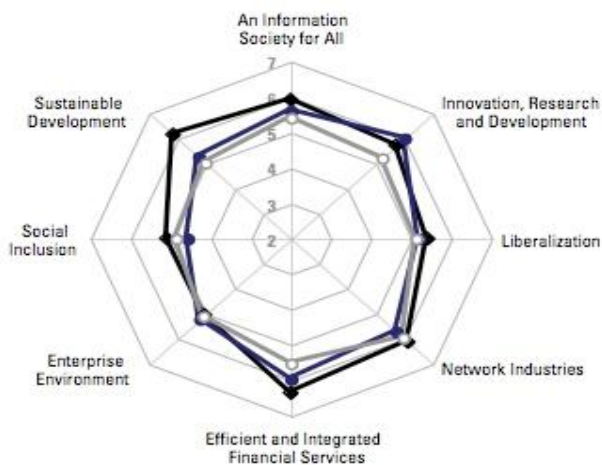 An Information
Society for All
7
Sustainable
Development
6
Innovation, Research
and Development
5
4
3
Social
Inclusion
2
Liberalization
Enterprise
Environment
Network Industries
Efficient and Integrated
Financial Services